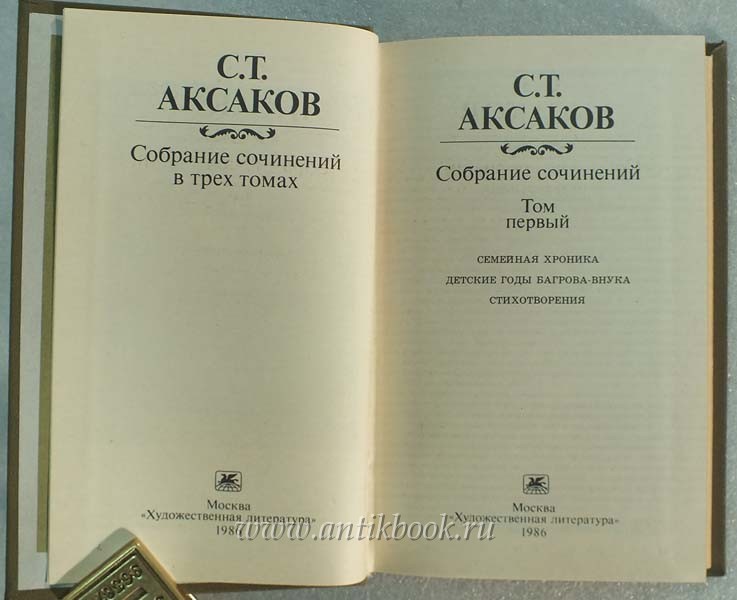 С.Т.
АКСАКОВ
Собрание сочинений
в трех томах
Москва
«Художественная литература»
1986
С.Т.
АКСАКОВ
Собрание сочинений
Том
первый
СЕМЕЙНАЯ ХРОНИКА
ДЕТСКИЕ ГОДЫ БАГРОВА-ВНУКА
СТИХОТВОРЕНИЯ
Москва
«Художественная литература»
1986
www.antikbook.ru